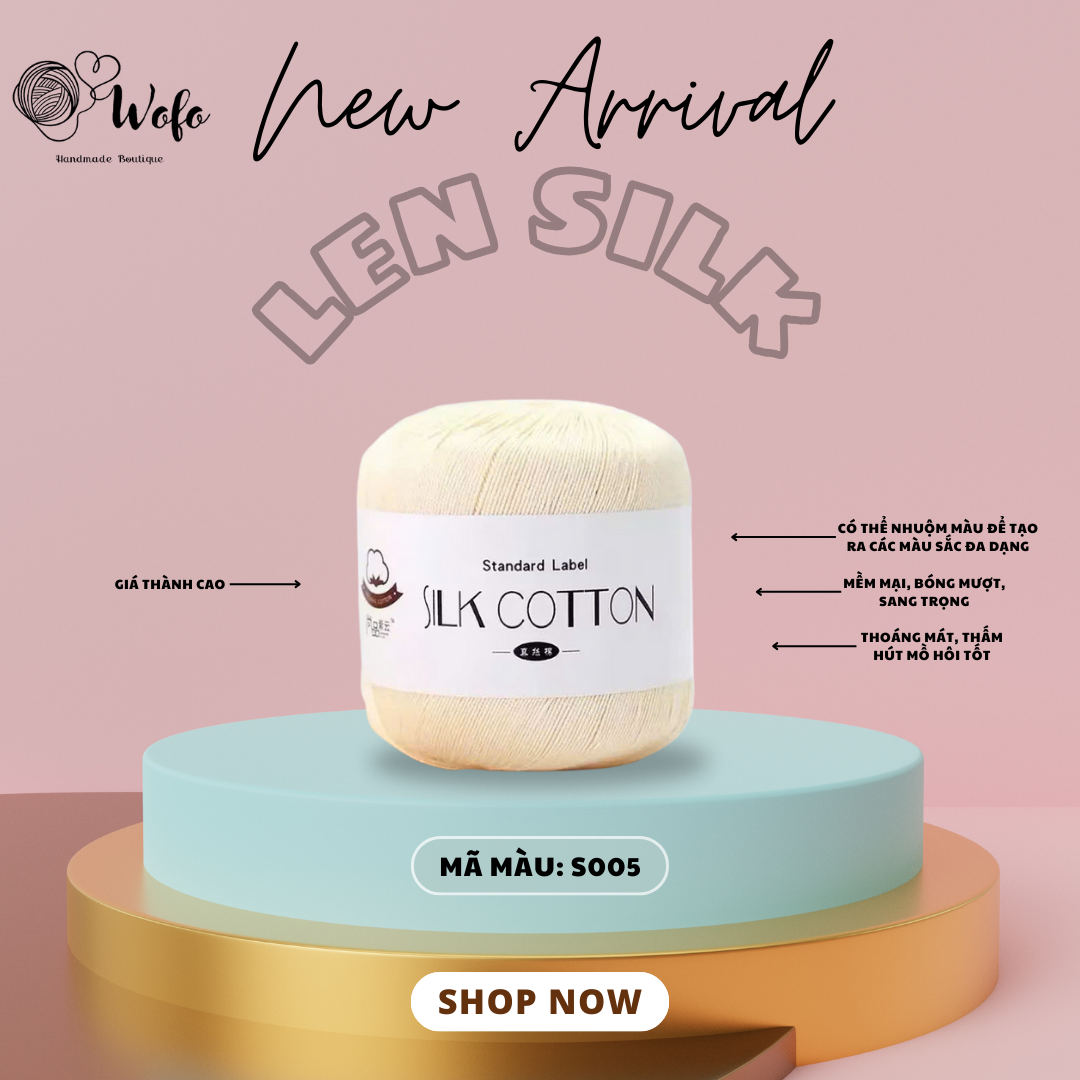 Wofo
Handmade Boutique
New Arrival
LEN SILK
Standard Label
SILK COTTON
CÓ THỂ NHUỘM MÀU ĐỂ TẠO
RA CÁC MÀU SẮC ĐA DẠNG
GIÁ THÀNH CAO
MỀM MẠI, BÓNG MƯỢT,
SANG TRỌNG
THOÁNG MÁT, THẤM
HÚT MỒ HÔI TỐT
MÃ MÀU: S005
SHOP NOW